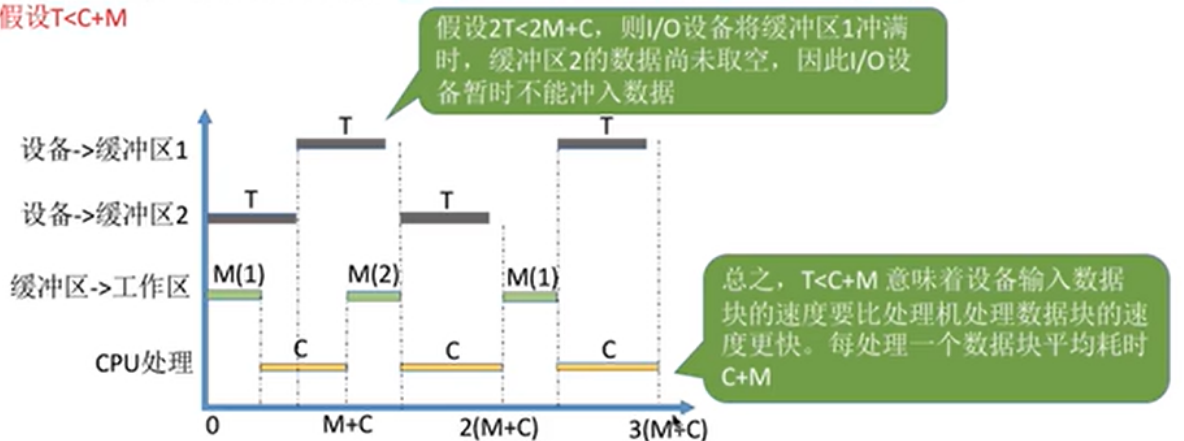 假设T<C+M
假设2T<2M+C，则I/O设备将缓冲区1冲满
时，缓冲区2的数据尚未取空，因此I/O设
备暂时不能冲入数据
T
T
设备->缓冲区1
T
T
设备->缓冲区2
M(1)
M(2)
M(1)
缓冲区->工作区
总之，T<C+M 意味着设备输入数据
块的速度要比处理机处理数据块的速
度更快。每处理一个数据块平均耗时
C+M
C
C
C
CPU处理
0
M+C
2(M+C)
3(M+C)